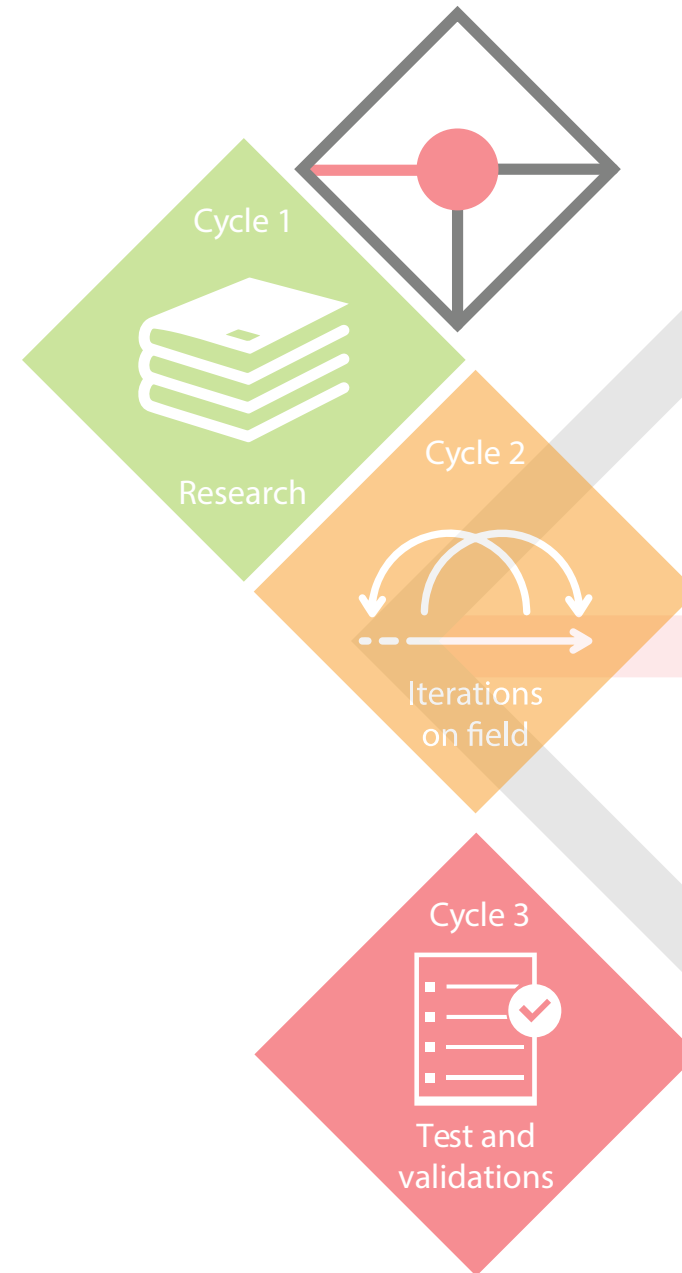 Cycle 1
Research
Cycle 2
Iterations
on field
Cycle 3
Test and
validations